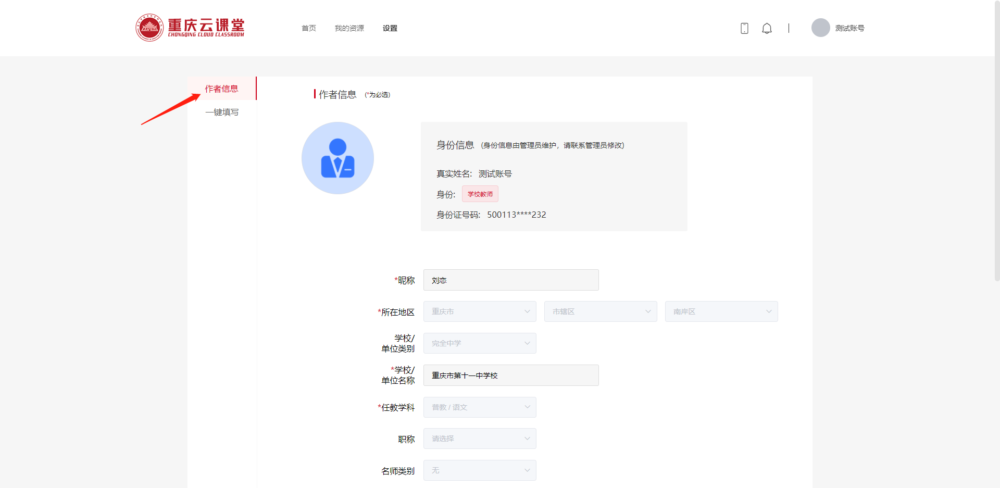 重庆云课堂
CHONGQING CLOUD CLASSROOM
首页 我的资源 设置
测试账号
作者信息
一键填写
作者信息 (*为必选)
身份信息 (身份信息由管理员维护，请联系管理员修改)
真实姓名: 测试账号
身份: 学校教师
身份证号码: 500113****232
*昵称 刘恋
*所在地区 重庆市 市辖区 南岸区
学校/
单位类别 完全中学
*学校/
单位名称 重庆市第十一中学校
*任教学科 普教 / 语文
职称 请选择
名师类别 无